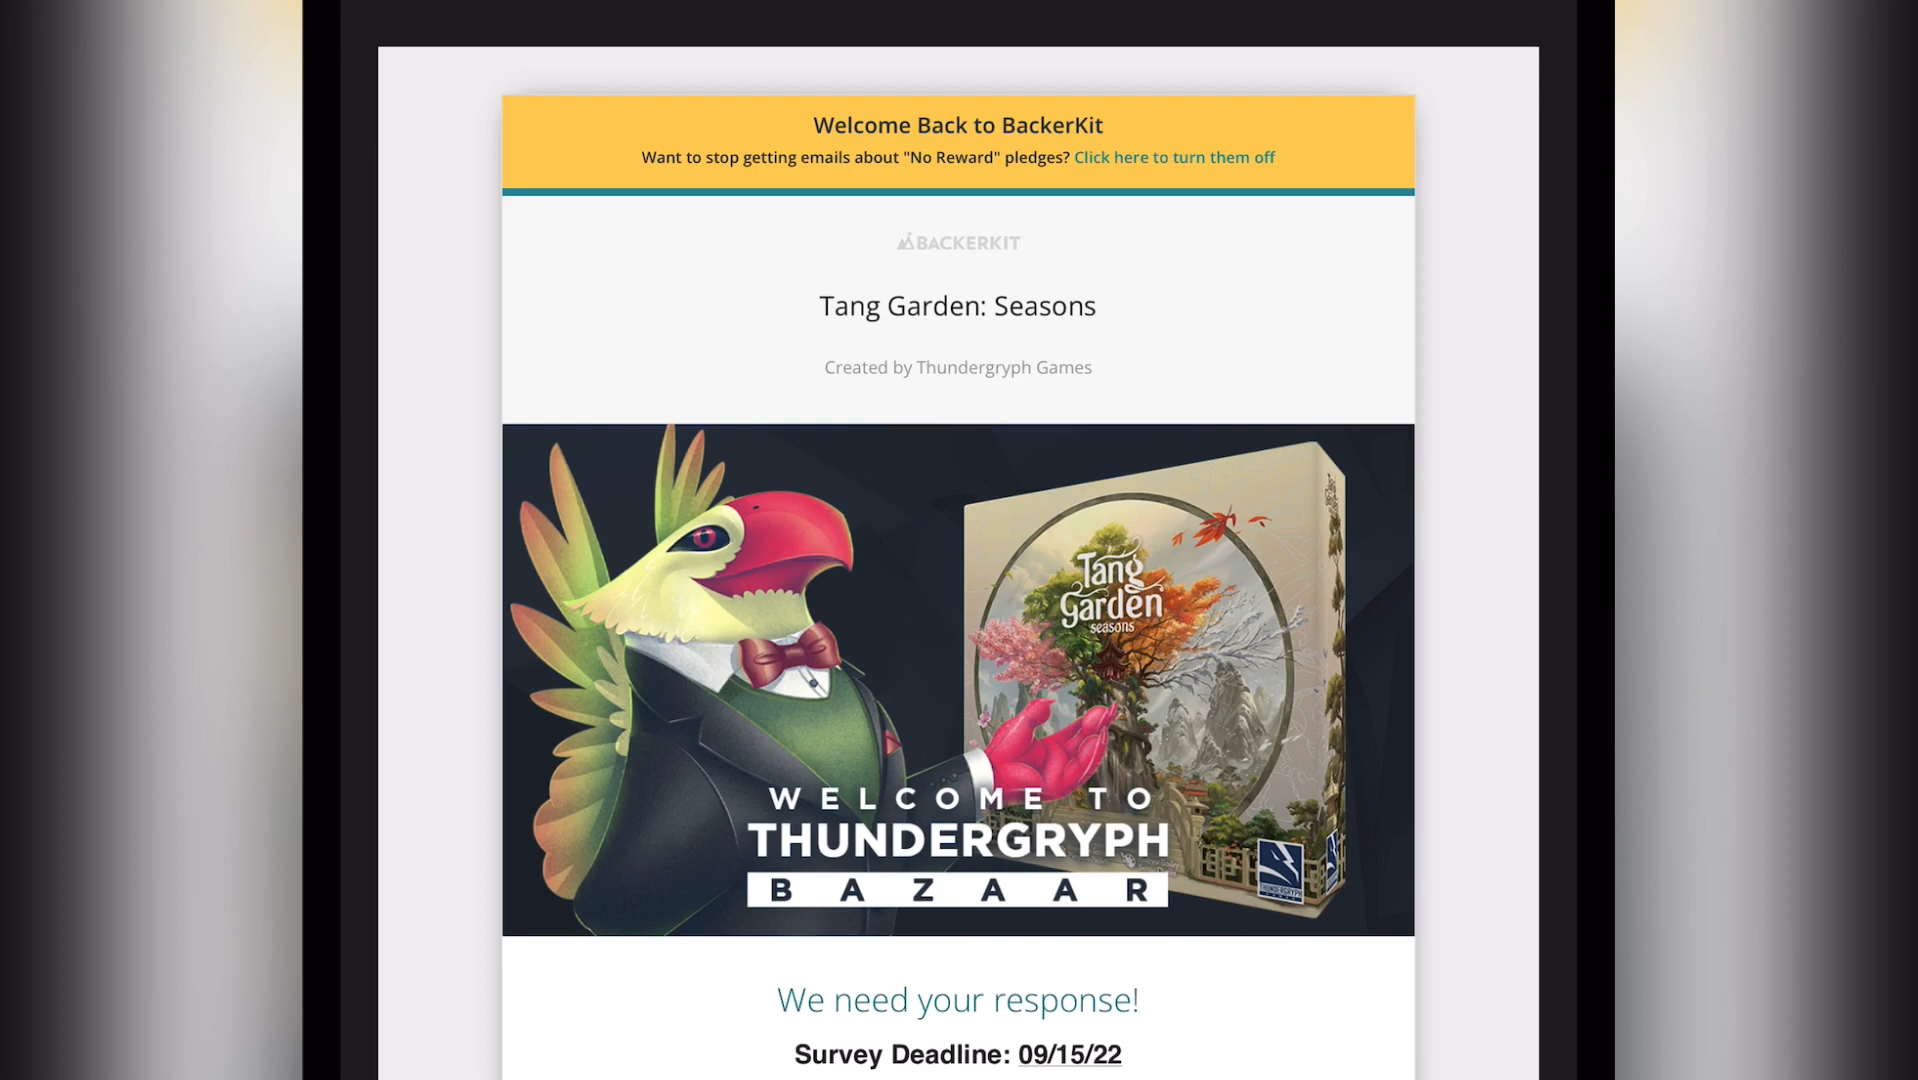 Welcome Back to BackerKit
Want to stop getting emails about "No Reward" pledges? Click here to turn them off
BACKERKIT
Tang Garden: Seasons
Created by Thundergryph Games
Tang
Garden
seasons
WELCOME TO
THUNDERGRYPH
BAZAAR
THUNDERGRYPH
We need your response!
Survey Deadline: 09/15/22